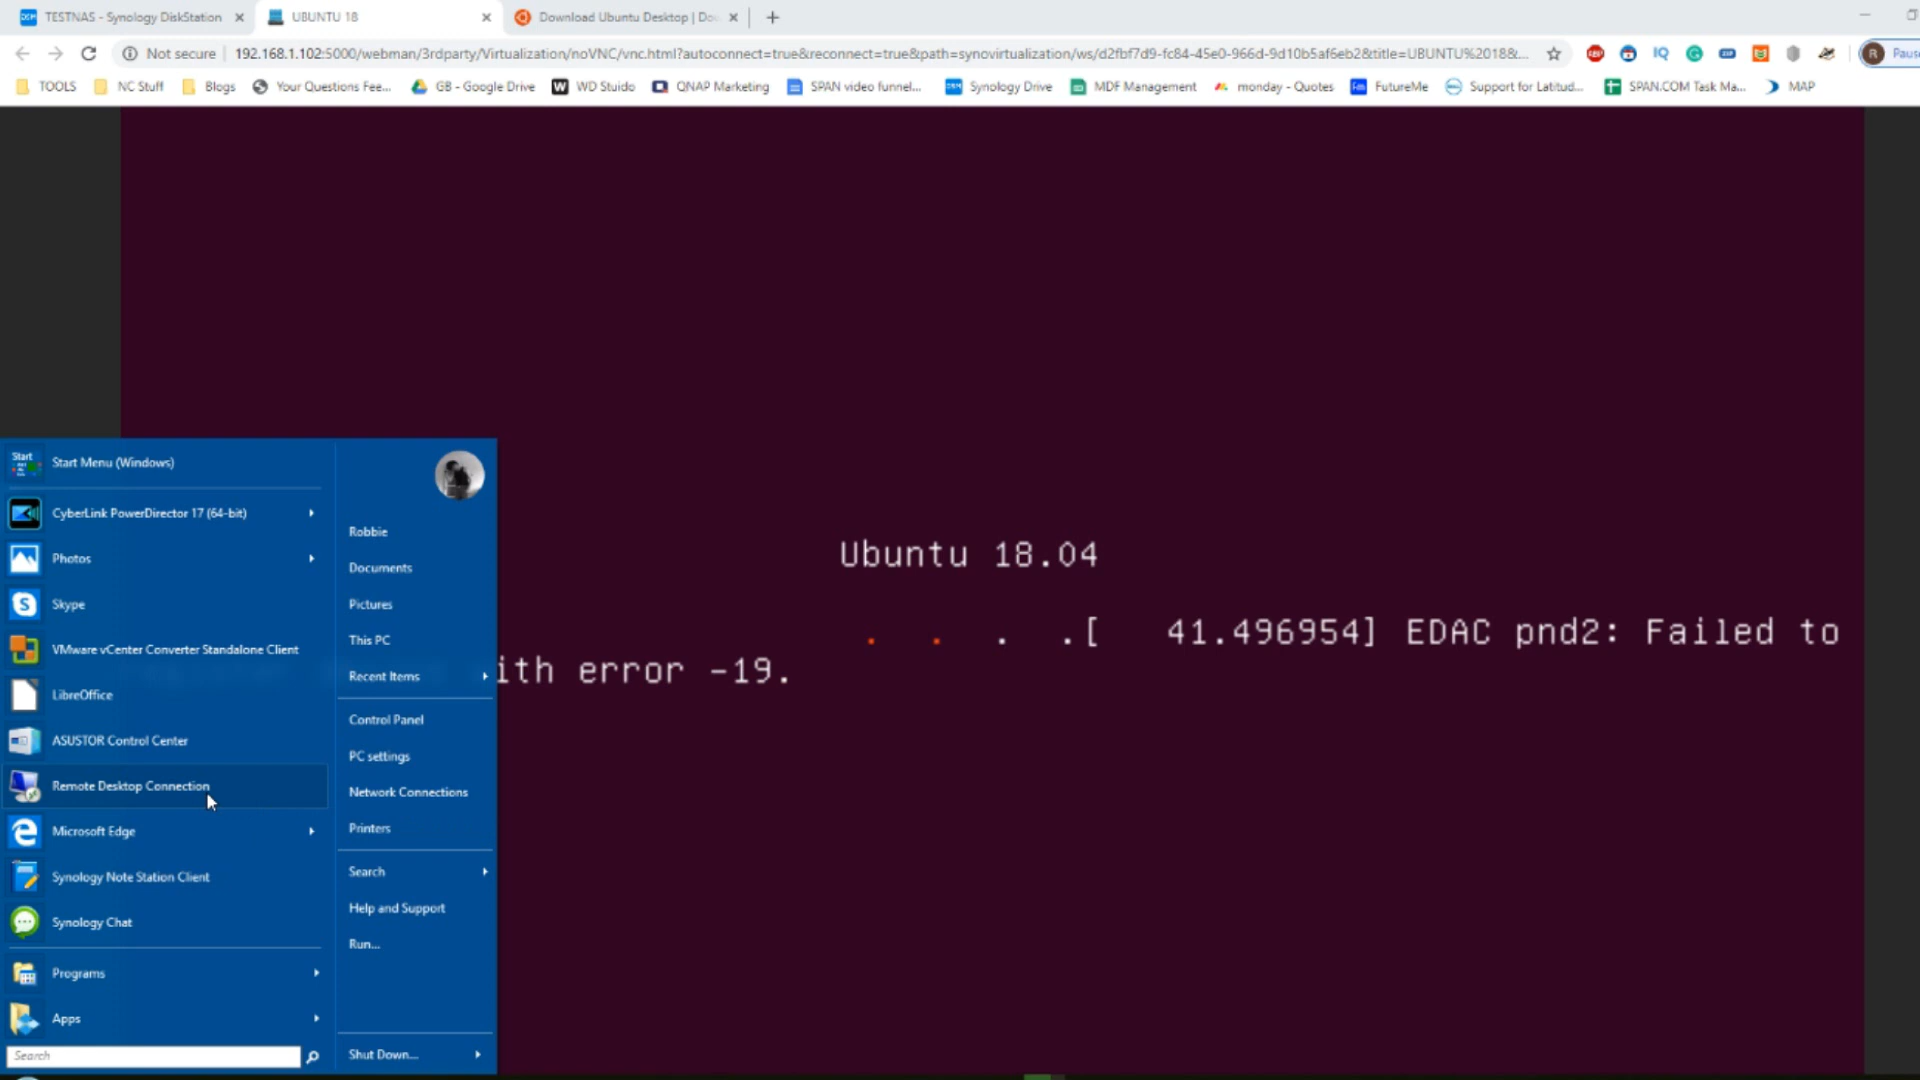 TESTNAS - Synology DiskStation
UBUNTU 18
Download Ubuntu Desktop | Do
Not secure
192.168.1.102:5000/webman/3rdparty/Virtualization/noVNC/vnc.html?autoconnect=true&reconnect=true&path=synovirtualization/ws/d2fbf7d9-fc84-45e0-966d-9d10b5af6eb2&title=UBUNTU%2018&...
R
Paus
TOOLS
NC Stuff
Blogs
Your Questions Fee...
GB - Google Drive
WD Stuido
QNAP Marketing
SPAN video funnel...
Synology Drive
MDF Management
monday - Quotes
FutureMe
Support for Latitud...
SPAN.COM Task Ma...
MAP
Ubuntu 18.04
. . . .[ 41.496954] EDAC pnd2: Failed to
ith error -19.
Start
Start Menu (Windows)
CyberLink PowerDirector 17 (64-bit)
Photos
Skype
VMware vCenter Converter Standalone Client
LibreOffice
ASUSTOR Control Center
Remote Desktop Connection
Microsoft Edge
Synology Note Station Client
Synology Chat
Programs
Apps
Search
Robbie
Documents
Pictures
This PC
Recent Items
Control Panel
PC settings
Network Connections
Printers
Search
Help and Support
Run...
Shut Down...